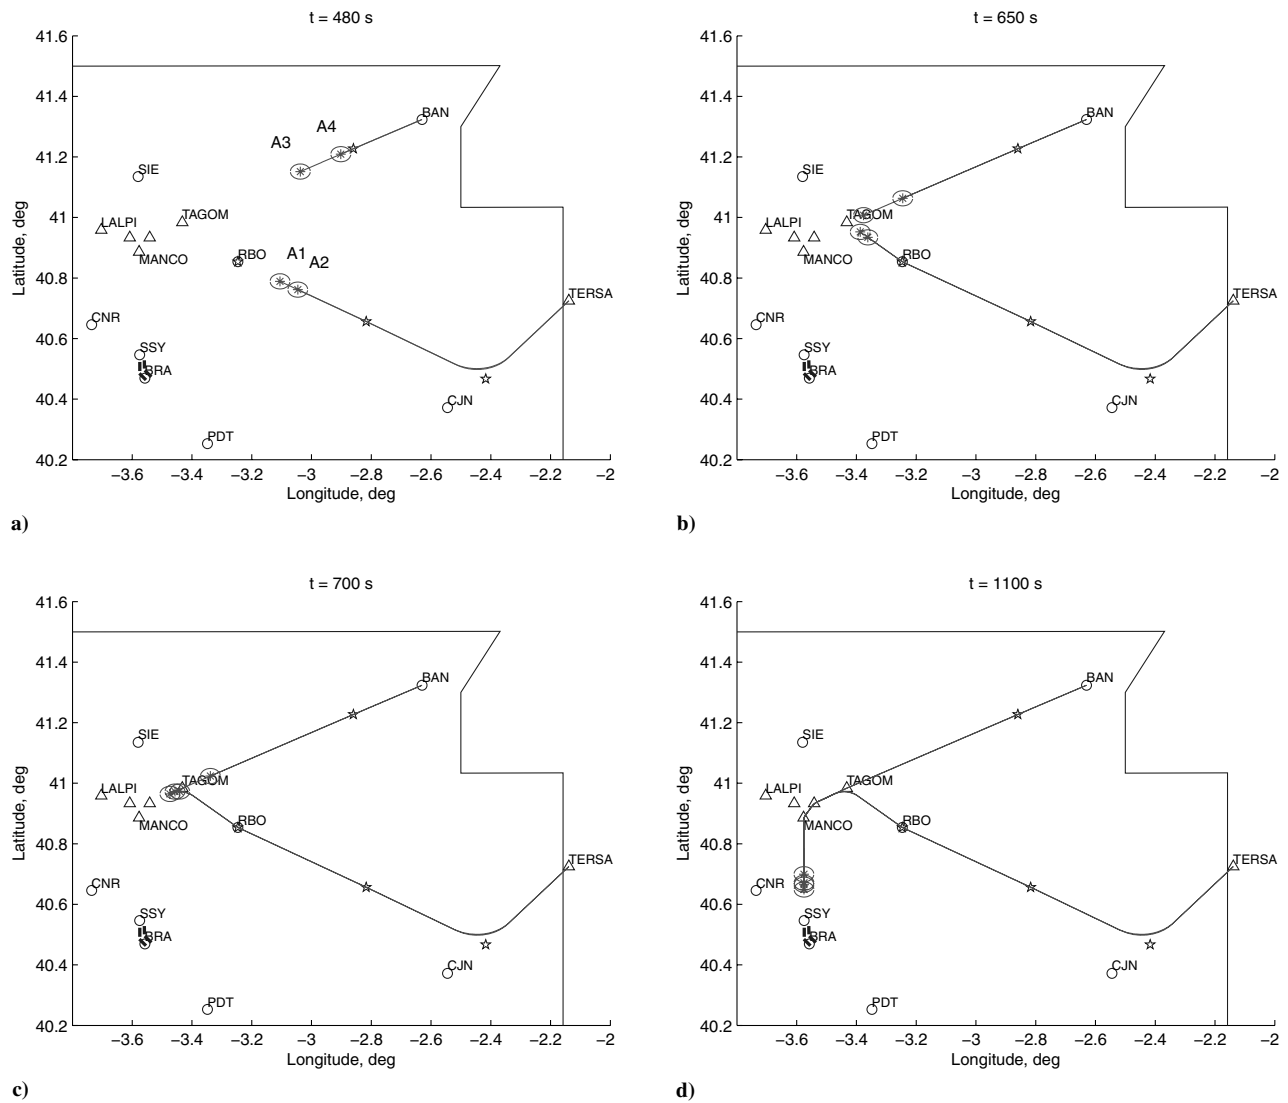 t = 480 s
41.6
41.4
41.2
41
40.8
40.6
40.4
40.2
Latitude, deg
BAN
A4
A3
SIE
TAGOM
LALPI
MANCO
RBO
A1
A2
TERSA
CNR
SSY
BRA
CJN
PDT
−3.6 −3.4 −3.2 −3 −2.8 −2.6 −2.4 −2.2 −2
Longitude, deg
a)
t = 650 s
41.6
41.4
41.2
41
40.8
40.6
40.4
40.2
Latitude, deg
BAN
SIE
TAGOM
LALPI
MANCO
RBO
TERSA
CNR
SSY
BRA
CJN
PDT
−3.6 −3.4 −3.2 −3 −2.8 −2.6 −2.4 −2.2 −2
Longitude, deg
b)
t = 700 s
41.6
41.4
41.2
41
40.8
40.6
40.4
40.2
Latitude, deg
BAN
SIE
TAGOM
LALPI
MANCO
RBO
TERSA
CNR
SSY
BRA
CJN
PDT
−3.6 −3.4 −3.2 −3 −2.8 −2.6 −2.4 −2.2 −2
Longitude, deg
c)
t = 1100 s
41.6
41.4
41.2
41
40.8
40.6
40.4
40.2
Latitude, deg
BAN
SIE
TAGOM
LALPI
MANCO
RBO
TERSA
CNR
SSY
BRA
CJN
PDT
−3.6 −3.4 −3.2 −3 −2.8 −2.6 −2.4 −2.2 −2
Longitude, deg
d)